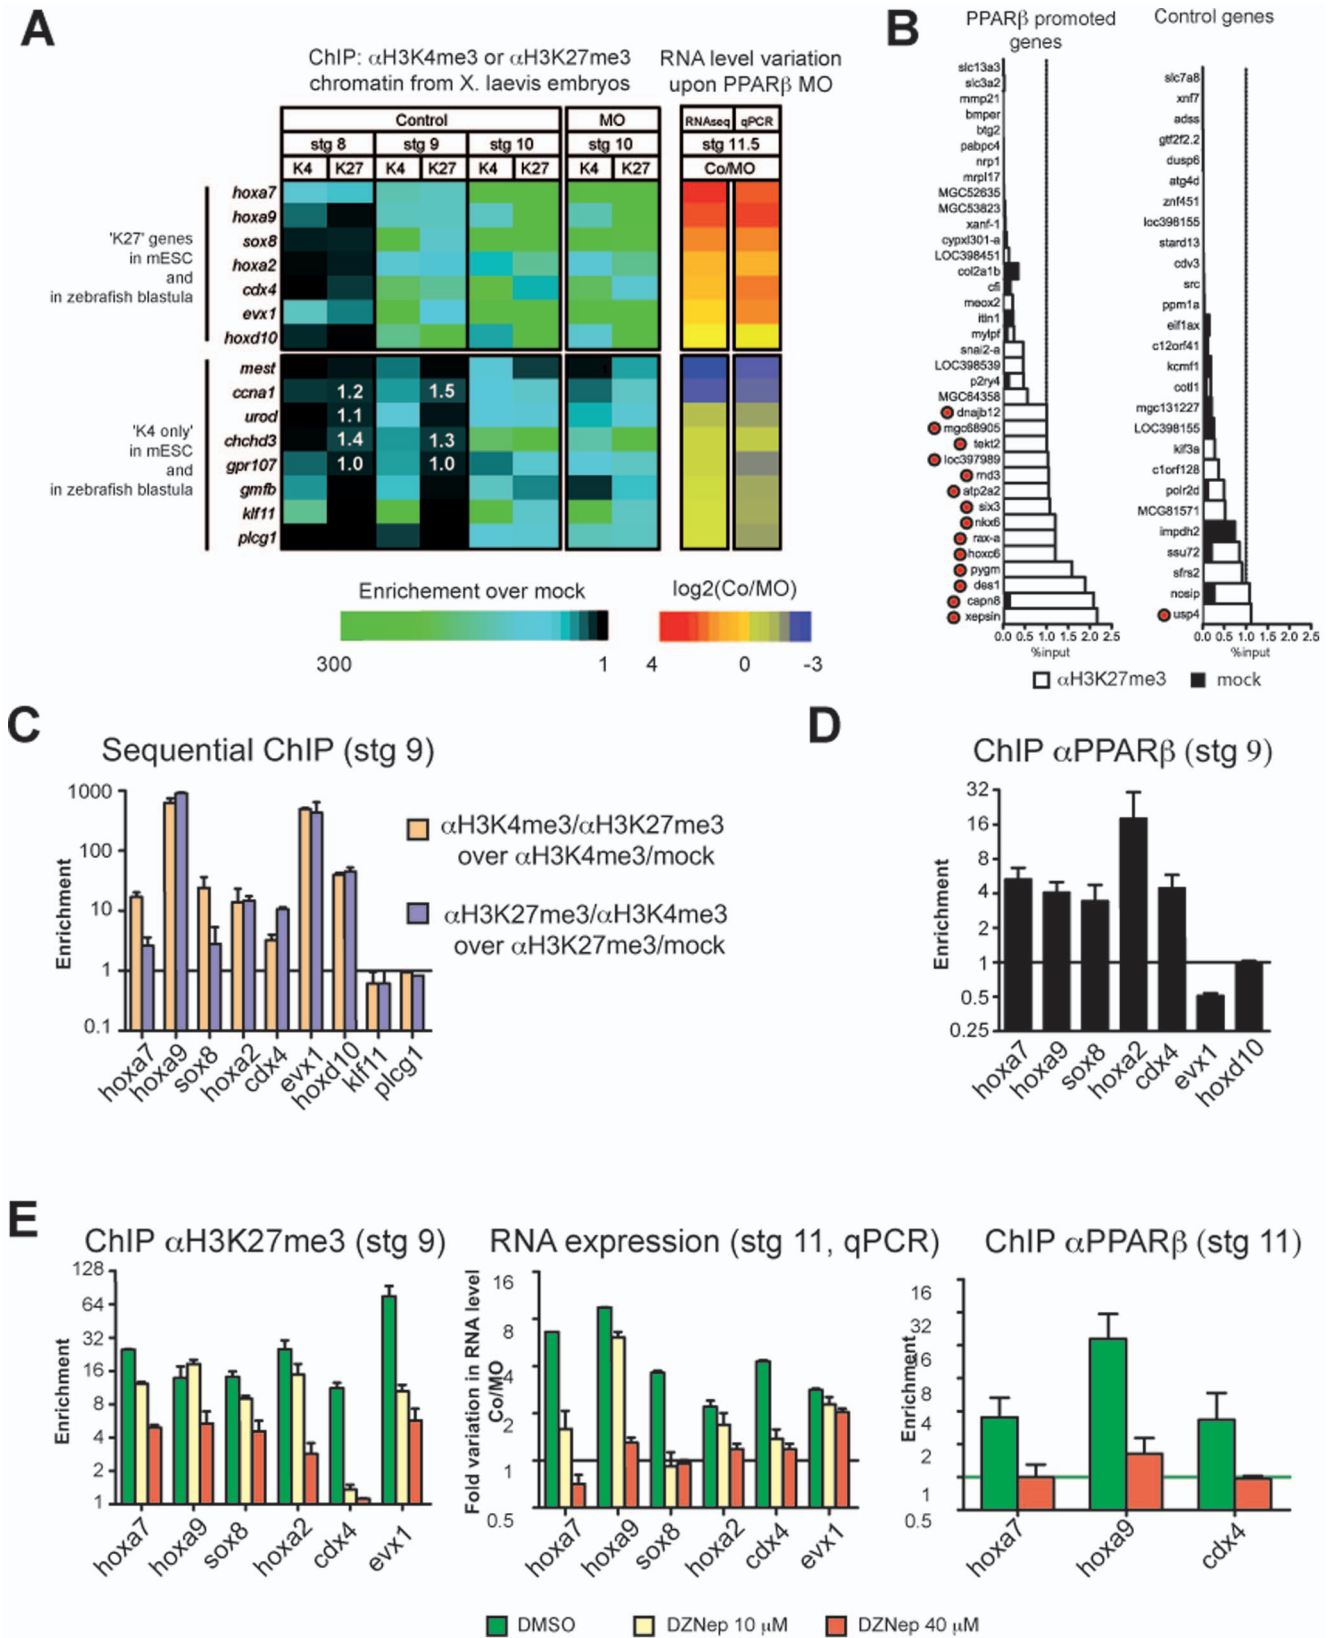 A
ChIP: αH3K4me3 or αH3K27me3
chromatin from X. laevis embryos
RNA level variation
upon PPARβ MO
Control
MO
RNAseq qPCR
stg 8 stg 9 stg 10 stg 10 stg 11.5
K4 K27 K4 K27 K4 K27 K4 K27 Co/MO
'K27' genes
in mESC
and
in zebrafish blastula
hoxa7
hoxa9
sox8
hoxa2
cdx4
evx1
hoxd10
'K4 only'
in mESC
and
in zebrafish blastula
mest
ccna1 1.2 1.5
urod 1.1
chchd3 1.4 1.3
gpr107 1.0 1.0
gmfb
klf11
plcg1
Enrichement over mock
300 1
log2(Co/MO)
4 0 -3
B
PPARβ promoted
genes
slc13a3
slc3a2
mmp21
bmper
btg2
pabpc4
nrp1
mrpl17
MGC52635
MGC53823
xanf-1
cypxl301-a
LOC398451
col2a1b
cfi
meox2
itln1
mylpf
snai2-a
LOC398539
p2ry4
MGC64358
dnajb12
mgc68905
tekt2
loc397989
rnd3
atp2a2
six3
nkx6
rax-a
hoxc6
pygm
des1
capn8
xepsin
0.0 0.5 1.0 1.5 2.0 2.5
%input
Control genes
slc7a8
xnf7
adss
gtf2f2.2
dusp6
atg4d
znf451
loc398155
stard13
cdv3
src
ppm1a
eif1ax
c12orf41
kcmf1
cotl1
mgc131227
LOC398155
klf3a
c1orf128
polr2d
MCG81571
impdh2
ssu72
sfrs2
nosip
usp4
0.0 0.5 1.0 1.5 2.0 2.5
%input
αH3K27me3 mock
C
Sequential ChIP (stg 9)
Enrichment
1000
100
10
1
0.1
hoxa7 hoxa9 sox8 hoxa2 cdx4 evx1 hoxd10 klf11 plcg1
αH3K4me3/αH3K27me3
over αH3K4me3/mock
αH3K27me3/αH3K4me3
over αH3K27me3/mock
D
ChIP αPPARβ (stg 9)
Enrichment
32
16
8
4
2
1
0.5
0.25
hoxa7 hoxa9 sox8 hoxa2 cdx4 evx1 hoxd10
E
ChIP αH3K27me3 (stg 9)
Enrichment
128
64
32
16
8
4
2
1
hoxa7 hoxa9 sox8 hoxa2 cdx4 evx1
RNA expression (stg 11, qPCR)
Fold variation in RNA level
Co/MO
16
8
4
2
1
0.5
hoxa7 hoxa9 sox8 hoxa2 cdx4 evx1
ChIP αPPARβ (stg 11)
Enrichment
16
32
16
8
4
2
1
0.5
hoxa7 hoxa9 cdx4
DMSO DZNep 10 μM DZNep 40 μM